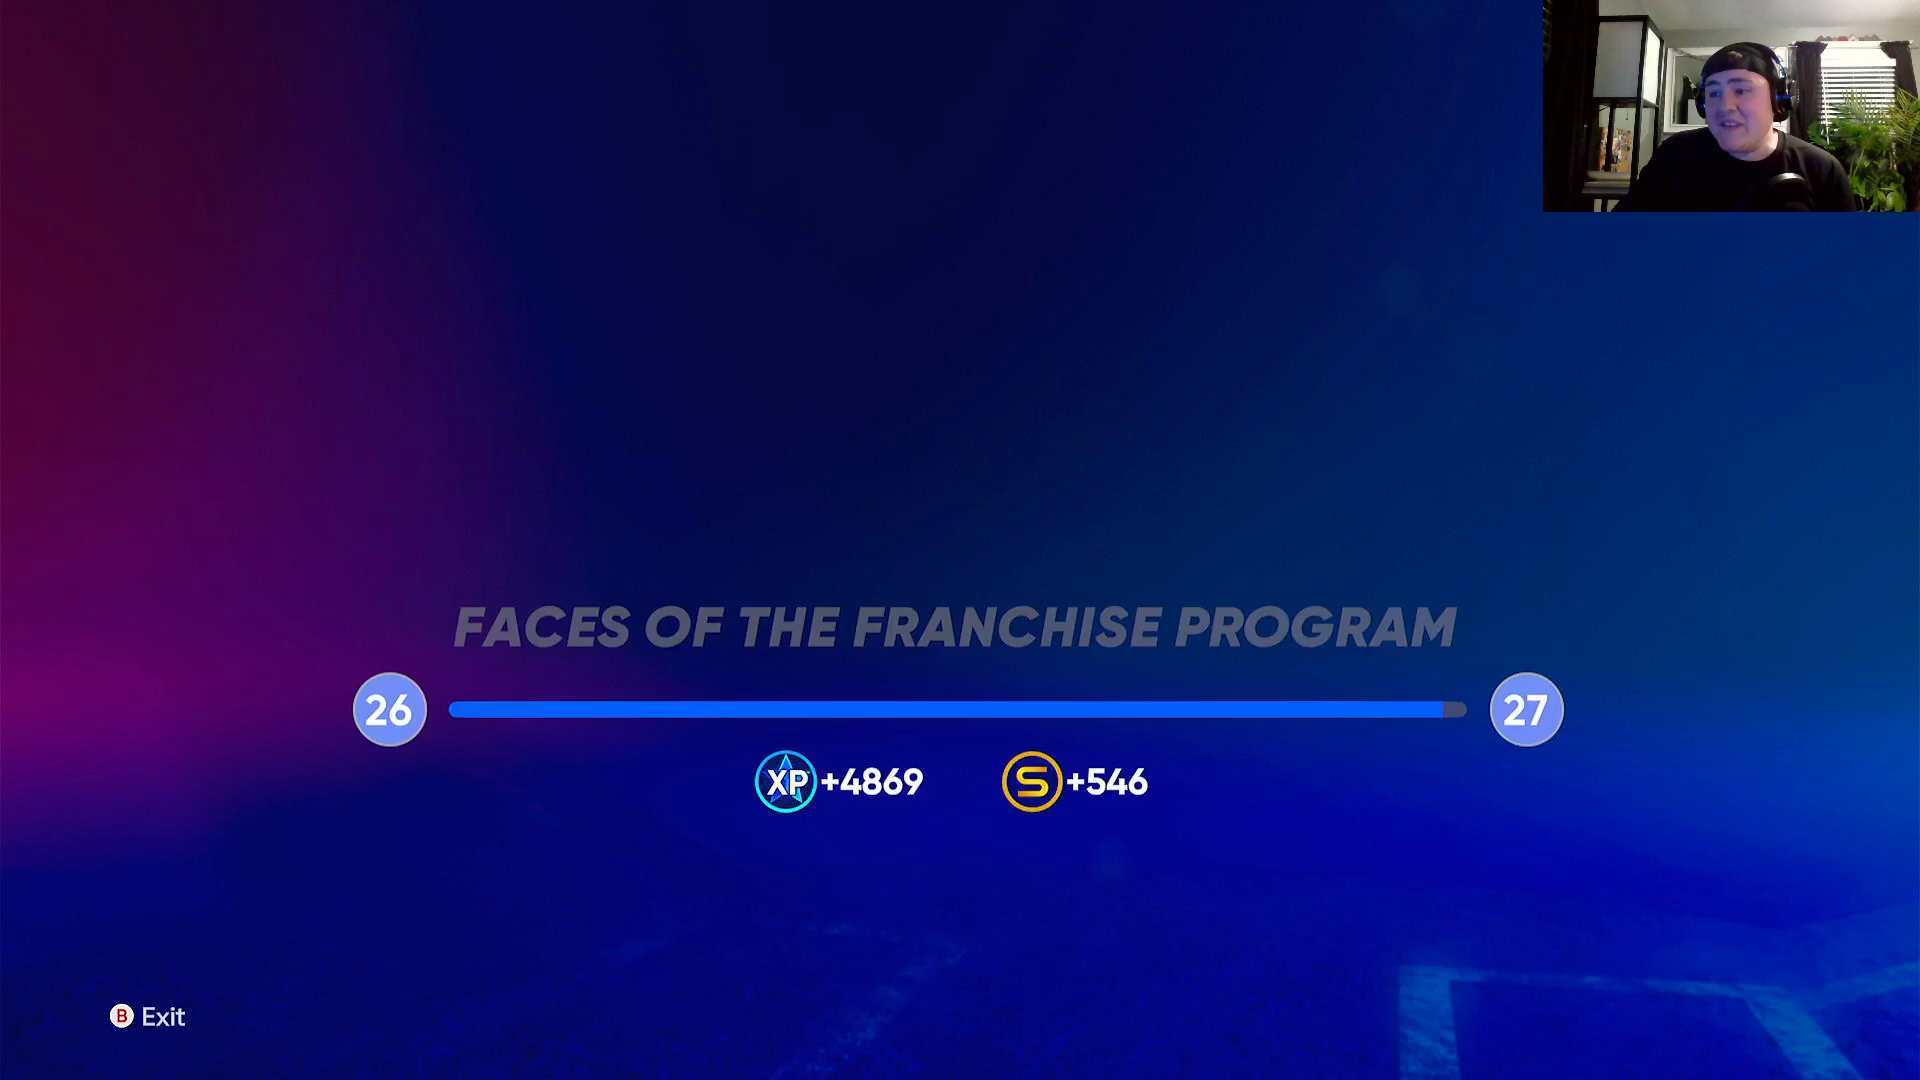 FACES OF THE FRANCHISE PROGRAM
26 27
XP +4869 S +546
B Exit